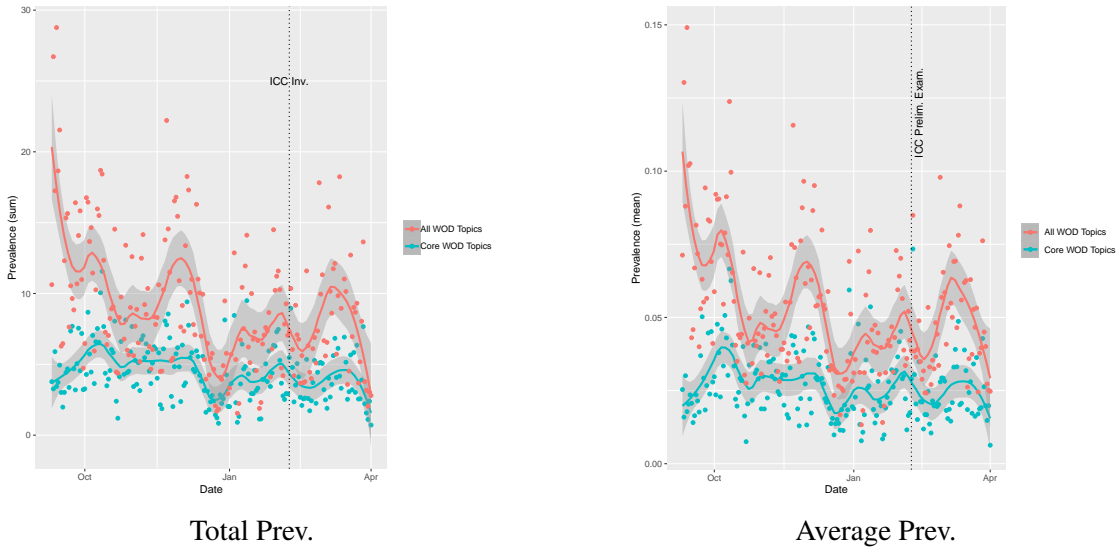 30
20
10
0
Prevalence (sum)
ICC Inv.
Oct
Jan
Apr
Date
All WOD Topics
Core WOD Topics
Total Prev.
0.15
0.10
0.05
0.00
Prevalence (mean)
ICC Prelim. Exam.
Oct
Jan
Apr
Date
All WOD Topics
Core WOD Topics
Average Prev.